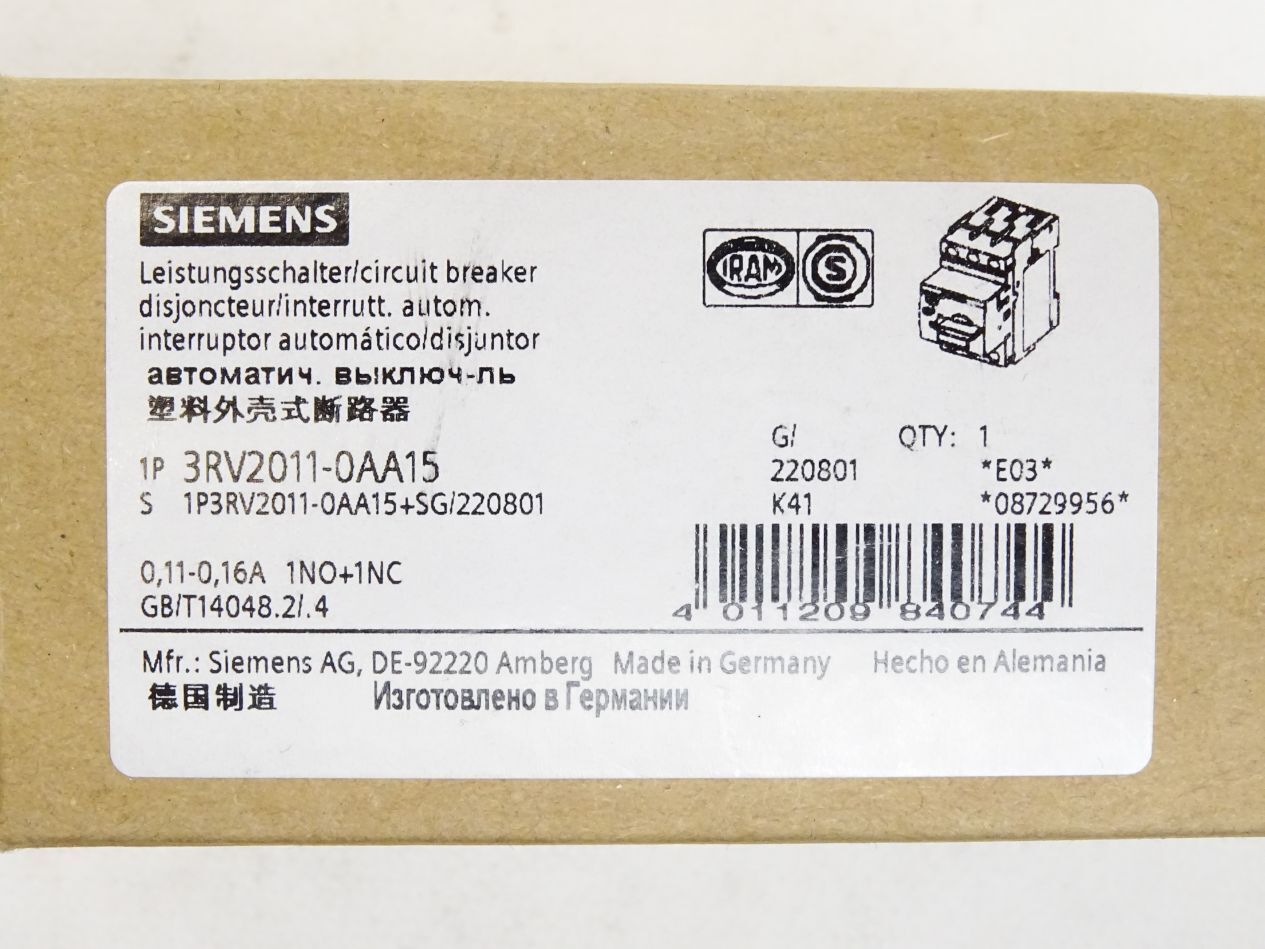 SIEMENS
Leistungsschalter/circuit breaker
disjoncteur/interrutt. autom.
interruptor automático/disjuntor
автоматич. выключ-ль
塑料外壳式断路器
IRAM S
1P 3RV2011-0AA15
S 1P3RV2011-0AA15+SG/220801
G/ QTY: 1
220801 *E03*
K41 *08729956*
0,11-0,16A 1NO+1NC
GB/T14048.2/.4
4 011209 840744
Mfr.: Siemens AG, DE-92220 Amberg Made in Germany Hecho en Alemania
德国制造 Изготовлено в Германии